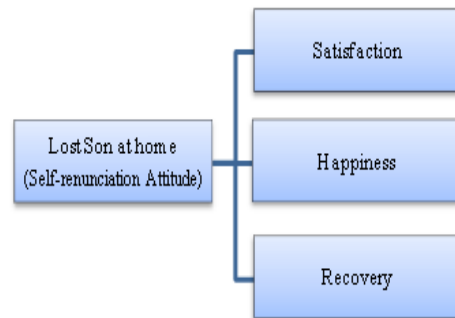 Satisfaction
Lost Son at home
(Self-renunciation Attitude)
Happiness
Recovery